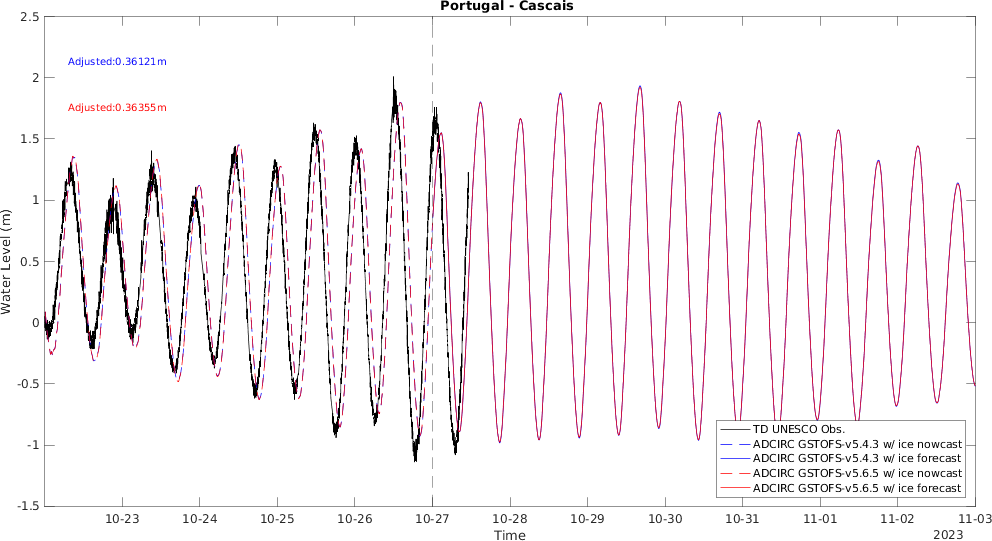 Portugal - Cascais
2.5
2
1.5
1
0.5
0
-0.5
-1
-1.5
Water Level (m)
Adjusted:0.36121m
Adjusted:0.36355m
TD UNESCO Obs.
ADCIRC GSTOFS-v5.4.3 w/ ice nowcast
ADCIRC GSTOFS-v5.4.3 w/ ice forecast
ADCIRC GSTOFS-v5.6.5 w/ ice nowcast
ADCIRC GSTOFS-v5.6.5 w/ ice forecast
10-23 10-24 10-25 10-26 10-27 10-28 10-29 10-30 10-31 11-01 11-02 11-03
Time
2023